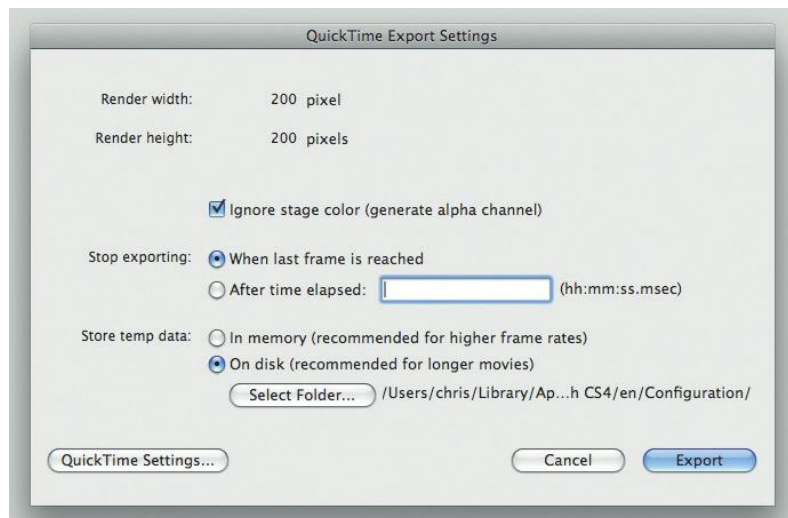 QuickTime Export Settings
Render width: 200 pixel
Render height: 200 pixels
Ignore stage color (generate alpha channel)
Stop exporting: When last frame is reached
After time elapsed: (hh:mm:ss.msec)
Store temp data: In memory (recommended for higher frame rates)
On disk (recommended for longer movies)
Select Folder... /Users/chris/Library/Ap...h CS4/en/Configuration/
QuickTime Settings... Cancel Export